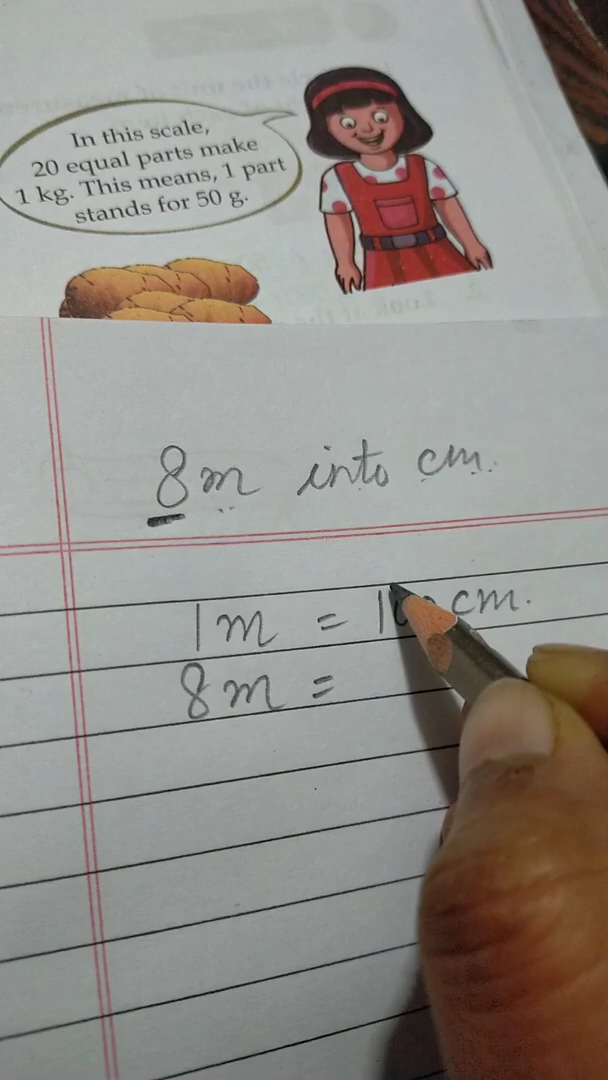 In this scale,
20 equal parts make
1 kg. This means, 1 part
stands for 50 g.
8m into cm.
1m = 100 cm.
8m =